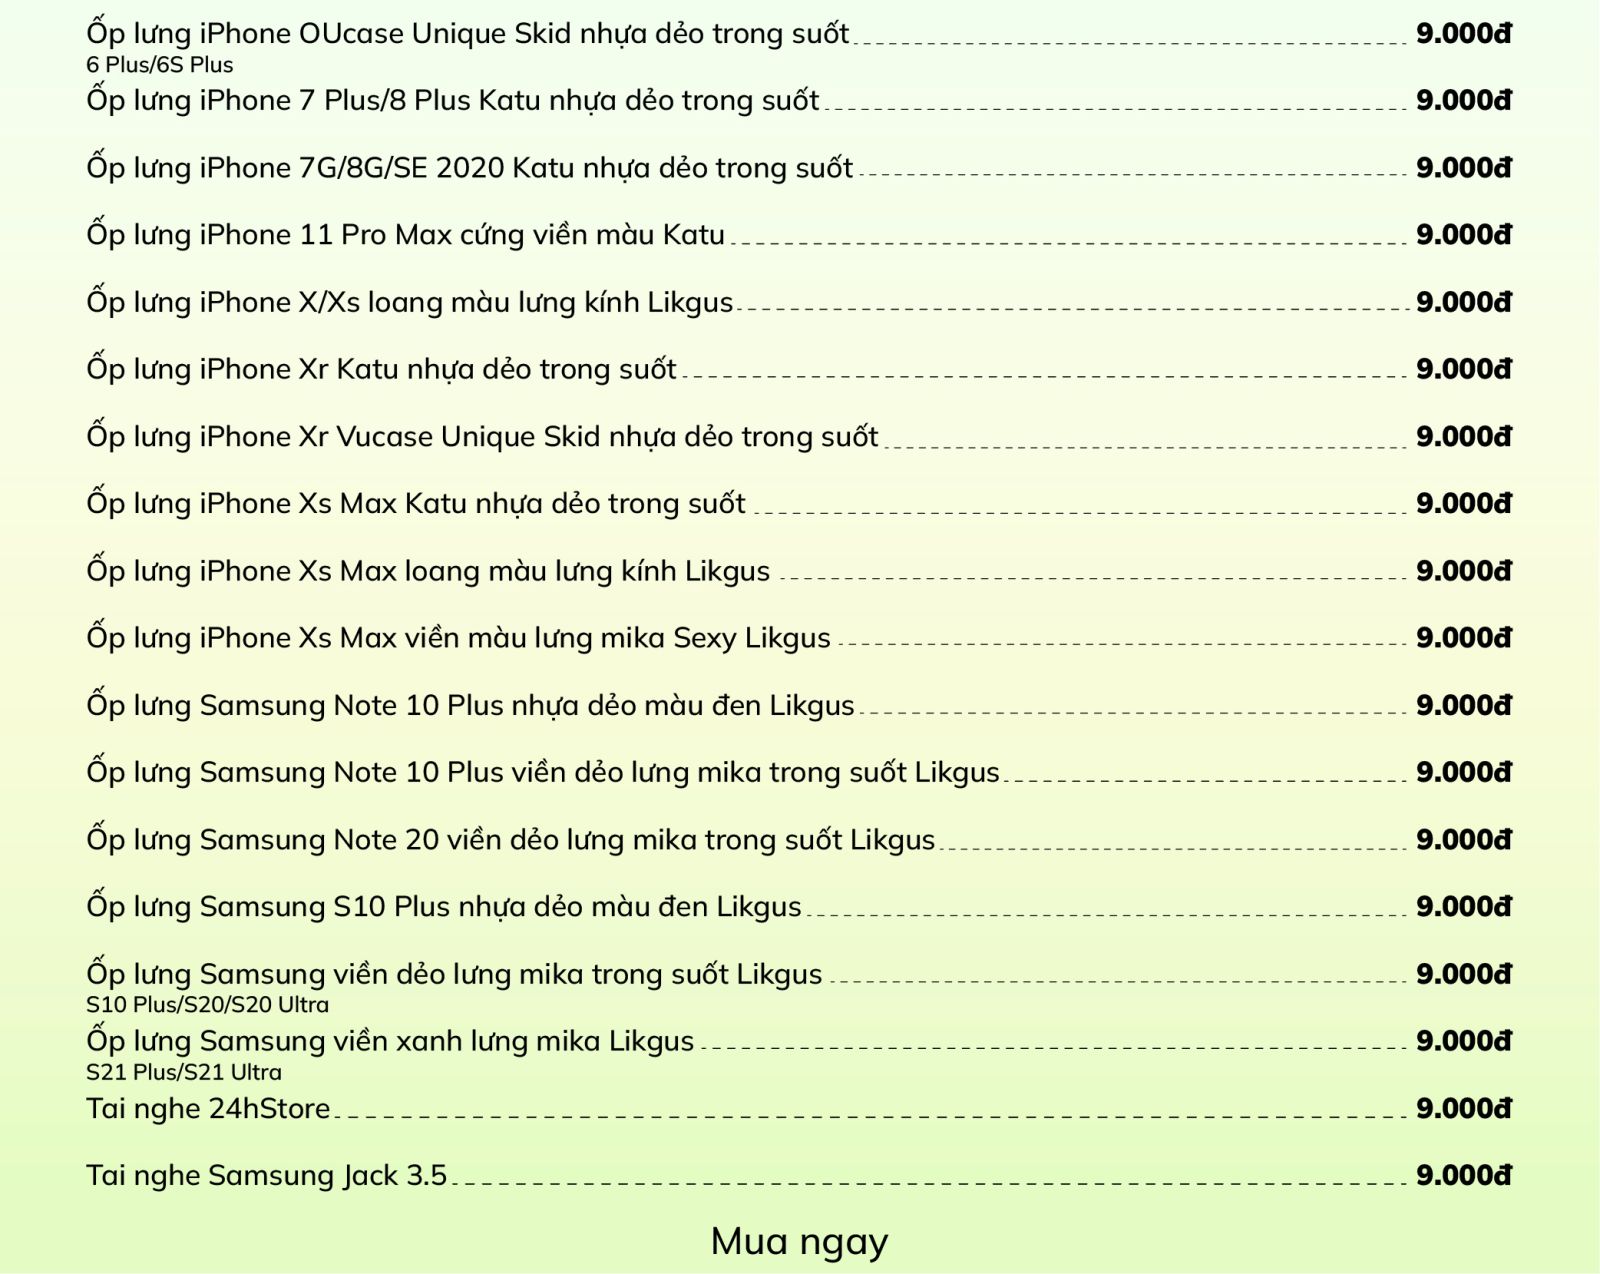 Ốp lưng iPhone OUcase Unique Skid nhựa dẻo trong suốt 9.000đ
6 Plus/6S Plus
Ốp lưng iPhone 7 Plus/8 Plus Katu nhựa dẻo trong suốt 9.000đ
Ốp lưng iPhone 7G/8G/SE 2020 Katu nhựa dẻo trong suốt 9.000đ
Ốp lưng iPhone 11 Pro Max cứng viền màu Katu 9.000đ
Ốp lưng iPhone X/Xs loang màu lưng kính Likgus 9.000đ
Ốp lưng iPhone Xr Katu nhựa dẻo trong suốt 9.000đ
Ốp lưng iPhone Xr Vucase Unique Skid nhựa dẻo trong suốt 9.000đ
Ốp lưng iPhone Xs Max Katu nhựa dẻo trong suốt 9.000đ
Ốp lưng iPhone Xs Max loang màu lưng kính Likgus 9.000đ
Ốp lưng iPhone Xs Max viền màu lưng mika Sexy Likgus 9.000đ
Ốp lưng Samsung Note 10 Plus nhựa dẻo màu đen Likgus 9.000đ
Ốp lưng Samsung Note 10 Plus viền dẻo lưng mika trong suốt Likgus 9.000đ
Ốp lưng Samsung Note 20 viền dẻo lưng mika trong suốt Likgus 9.000đ
Ốp lưng Samsung S10 Plus nhựa dẻo màu đen Likgus 9.000đ
Ốp lưng Samsung viền dẻo lưng mika trong suốt Likgus 9.000đ
S10 Plus/S20/S20 Ultra
Ốp lưng Samsung viền xanh lưng mika Likgus 9.000đ
S21 Plus/S21 Ultra
Tai nghe 24hStore 9.000đ
Tai nghe Samsung Jack 3.5 9.000đ
Mua ngay